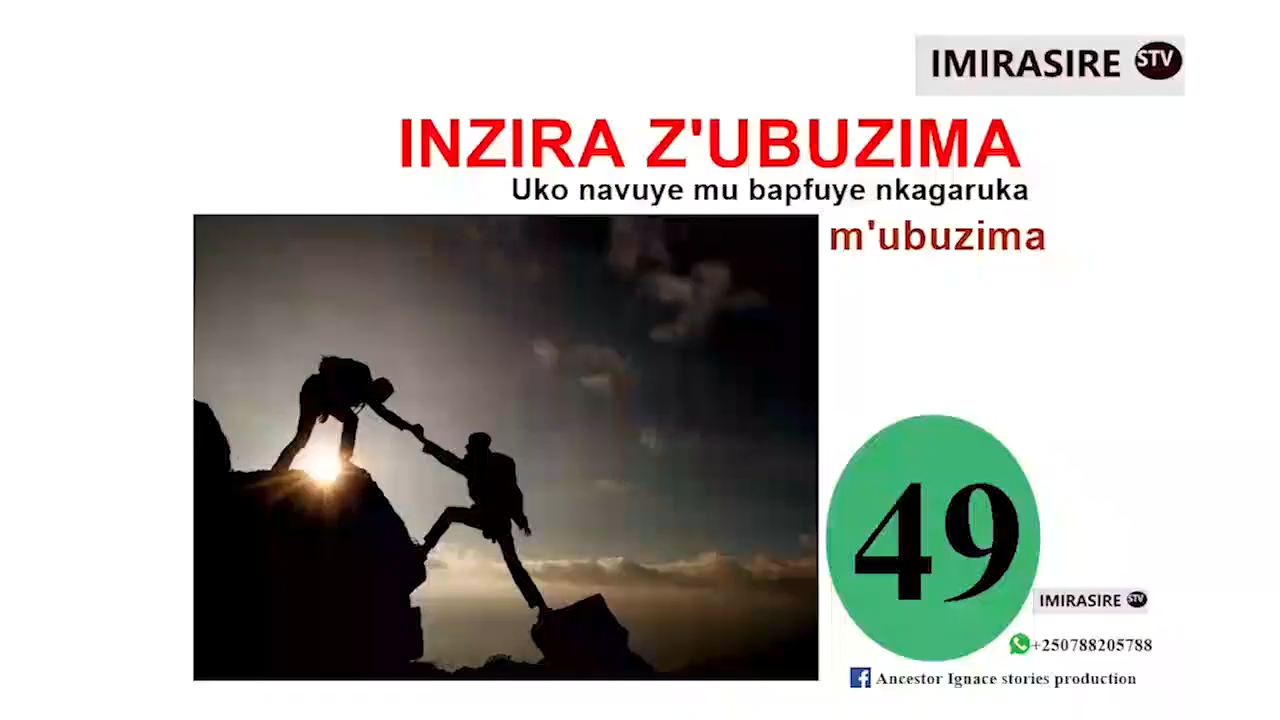 IMIRASIRE STV
INZIRA Z'UBUZIMA
Uko navuye mu bapfuye nkagaruka
m'ubuzima
49
IMIRASIRE STV
+250788205788
Ancestor Ignace stories production